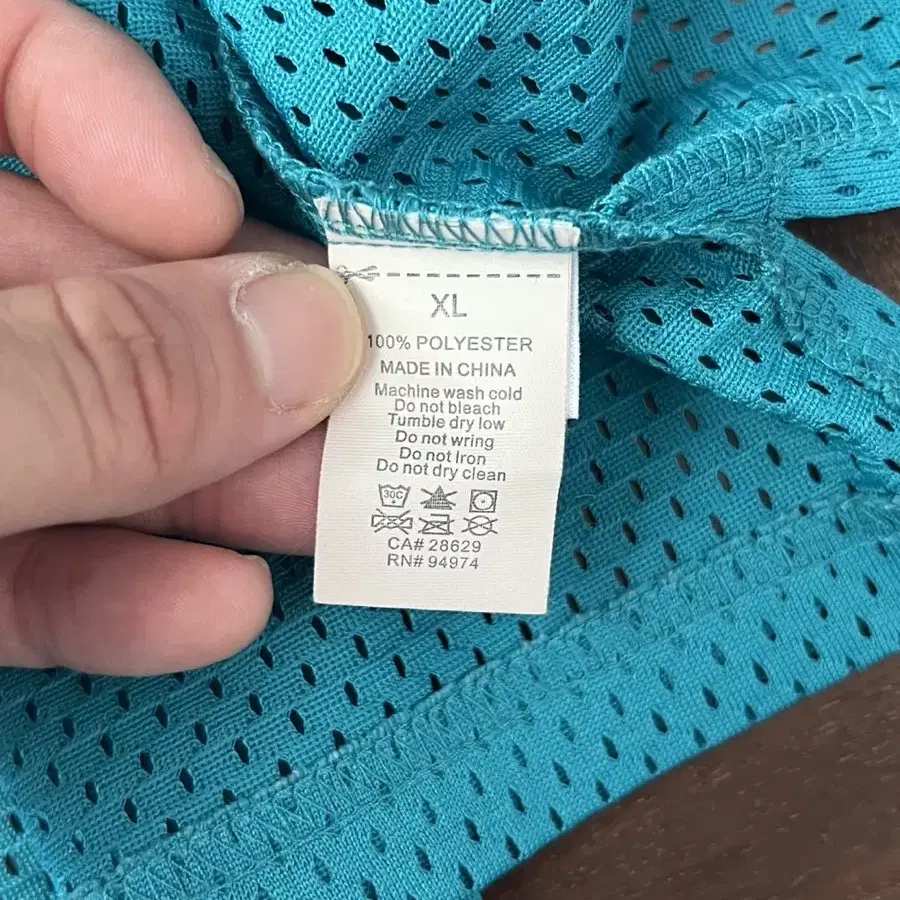 XL
100% POLYESTER
MADE IN CHINA
Machine wash cold
Do not bleach
Tumble dry low
Do not wring
Do not Iron
Do not dry clean
30C
CA# 28629
RN# 94974